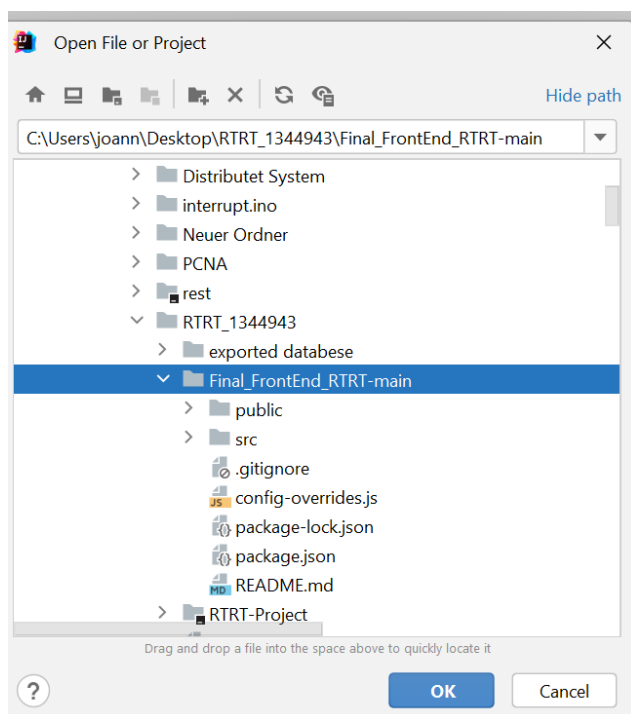 Open File or Project
Hide path
C:\Users\joann\Desktop\RTRT_1344943\Final_FrontEnd_RTRT-main
Distributet System
interrupt.ino
Neuer Ordner
PCNA
rest
RTRT_1344943
exported databese
Final_FrontEnd_RTRT-main
public
src
.gitignore
JS config-overrides.js
package-lock.json
package.json
MD README.md
RTRT-Project
Drag and drop a file into the space above to quickly locate it
? OK Cancel